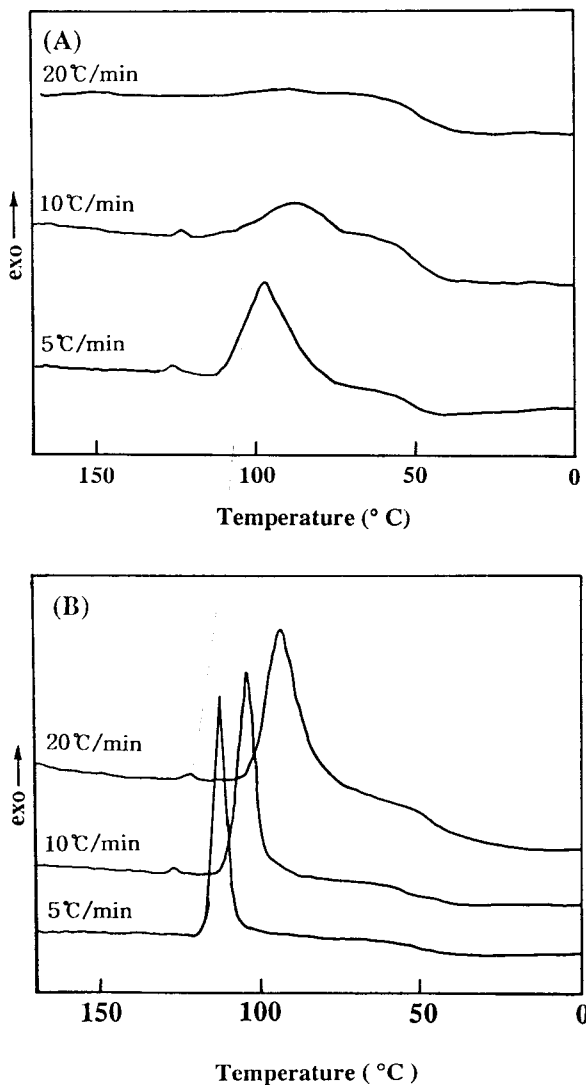 (A)
20℃/min
10℃/min
5℃/min
exo
150 100 50 0
Temperature (° C)
(B)
20℃/min
10℃/min
5℃/min
exo
150 100 50 0
Temperature ( °C)